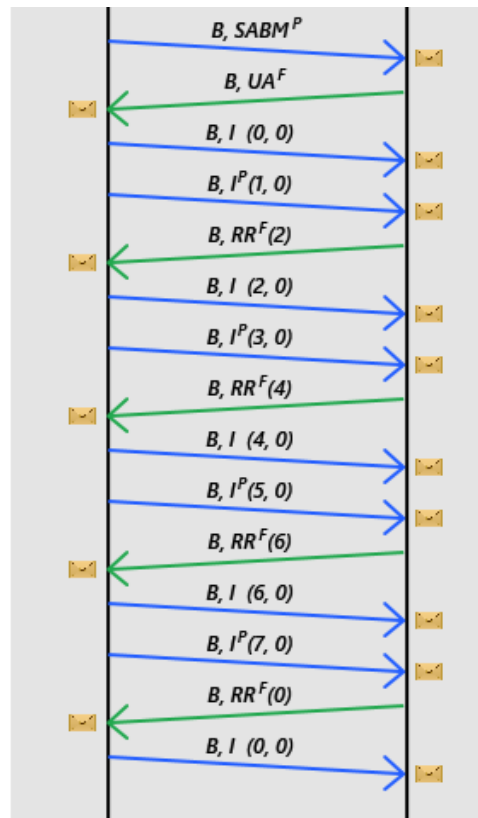 B, SABM^P
B, UA^F
B, I (0, 0)
B, I^P(1, 0)
B, RR^F(2)
B, I (2, 0)
B, I^P(3, 0)
B, RR^F(4)
B, I (4, 0)
B, I^P(5, 0)
B, RR^F(6)
B, I (6, 0)
B, I^P(7, 0)
B, RR^F(0)
B, I (0, 0)